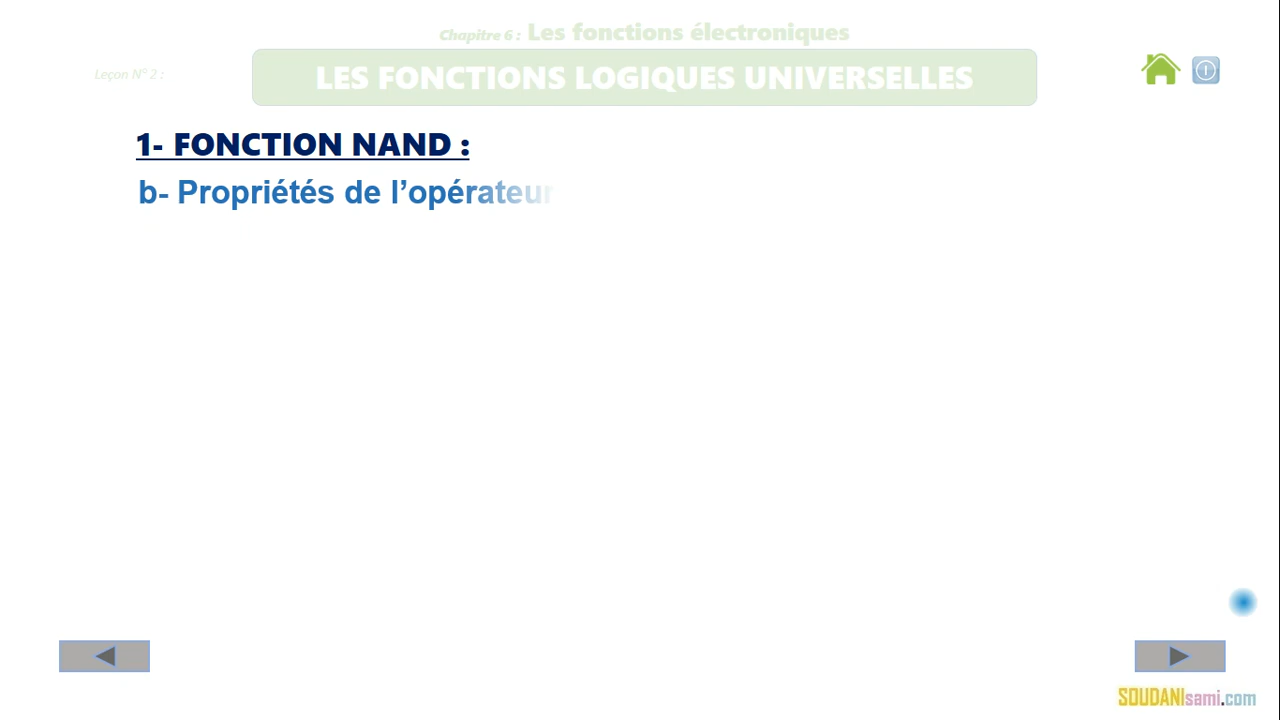 Chapitre 6 : Les fonctions électroniques
Leçon N° 2 :
LES FONCTIONS LOGIQUES UNIVERSELLES
1- FONCTION NAND :
b- Propriétés de l’opérateur
SOUDANIsami.com